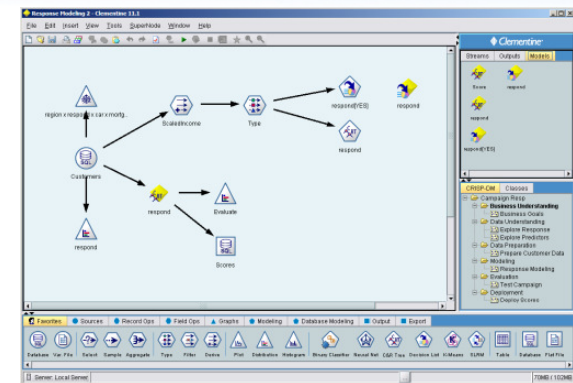 Response Modeling 2 - Clementine 11.1
File Edit Insert View Tools SuperNode Window Help
Clementine
Streams Outputs Models
Score respond
respond
respond[YES]
region x respond x car x mortg...
ScaledIncome Type respond[YES] respond
respond
SQL
Customers
respond Evaluate
respond
SQL
Scores
CRISP-DM Classes
Campaign Resp
Business Understanding
Business Goals
Data Understanding
Explore Response
Explore Predictors
Data Preparation
Prepare Customer Data
Modeling
Response Modeling
Evaluation
Test Campaign
Deployment
Deploy Scores
Favorites Sources Record Ops Field Ops Graphs Modeling Database Modeling Output Export
Database Var. File Select Sample Aggregate Type Filter Derive Plot Distribution Histogram Binary Classifier Neural Net C&R Tree Decision List K-Means SLRM Table Database Flat File
Server: Local Server 70MB / 102MB